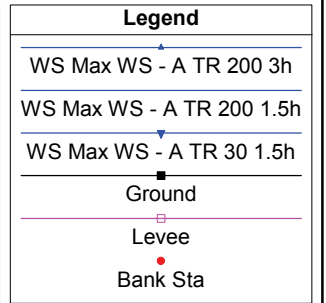 Legend
WS Max WS - A TR 200 3h
WS Max WS - A TR 200 1.5h
WS Max WS - A TR 30 1.5h
Ground
Levee
Bank Sta